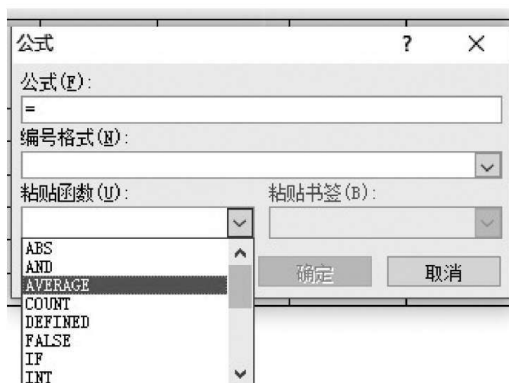 公式 ? ×
公式(F):
=
编号格式(N):
粘贴函数(U): 粘贴书签(B):
ABS
AND
AVERAGE
COUNT
DEFINED
FALSE
IF
INT
确定 取消